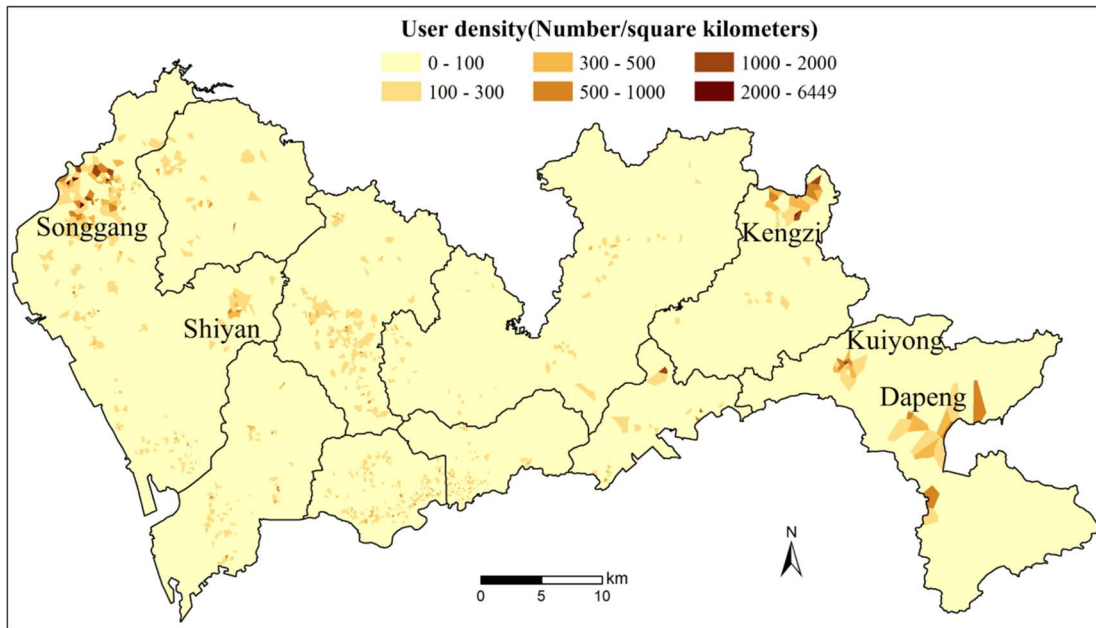 User density(Number/square kilometers)
0 - 100 300 - 500 1000 - 2000
100 - 300 500 - 1000 2000 - 6449
Songgang
Kengzi
Shiyan
Kuiyong
Dapeng
N
km
0 5 10